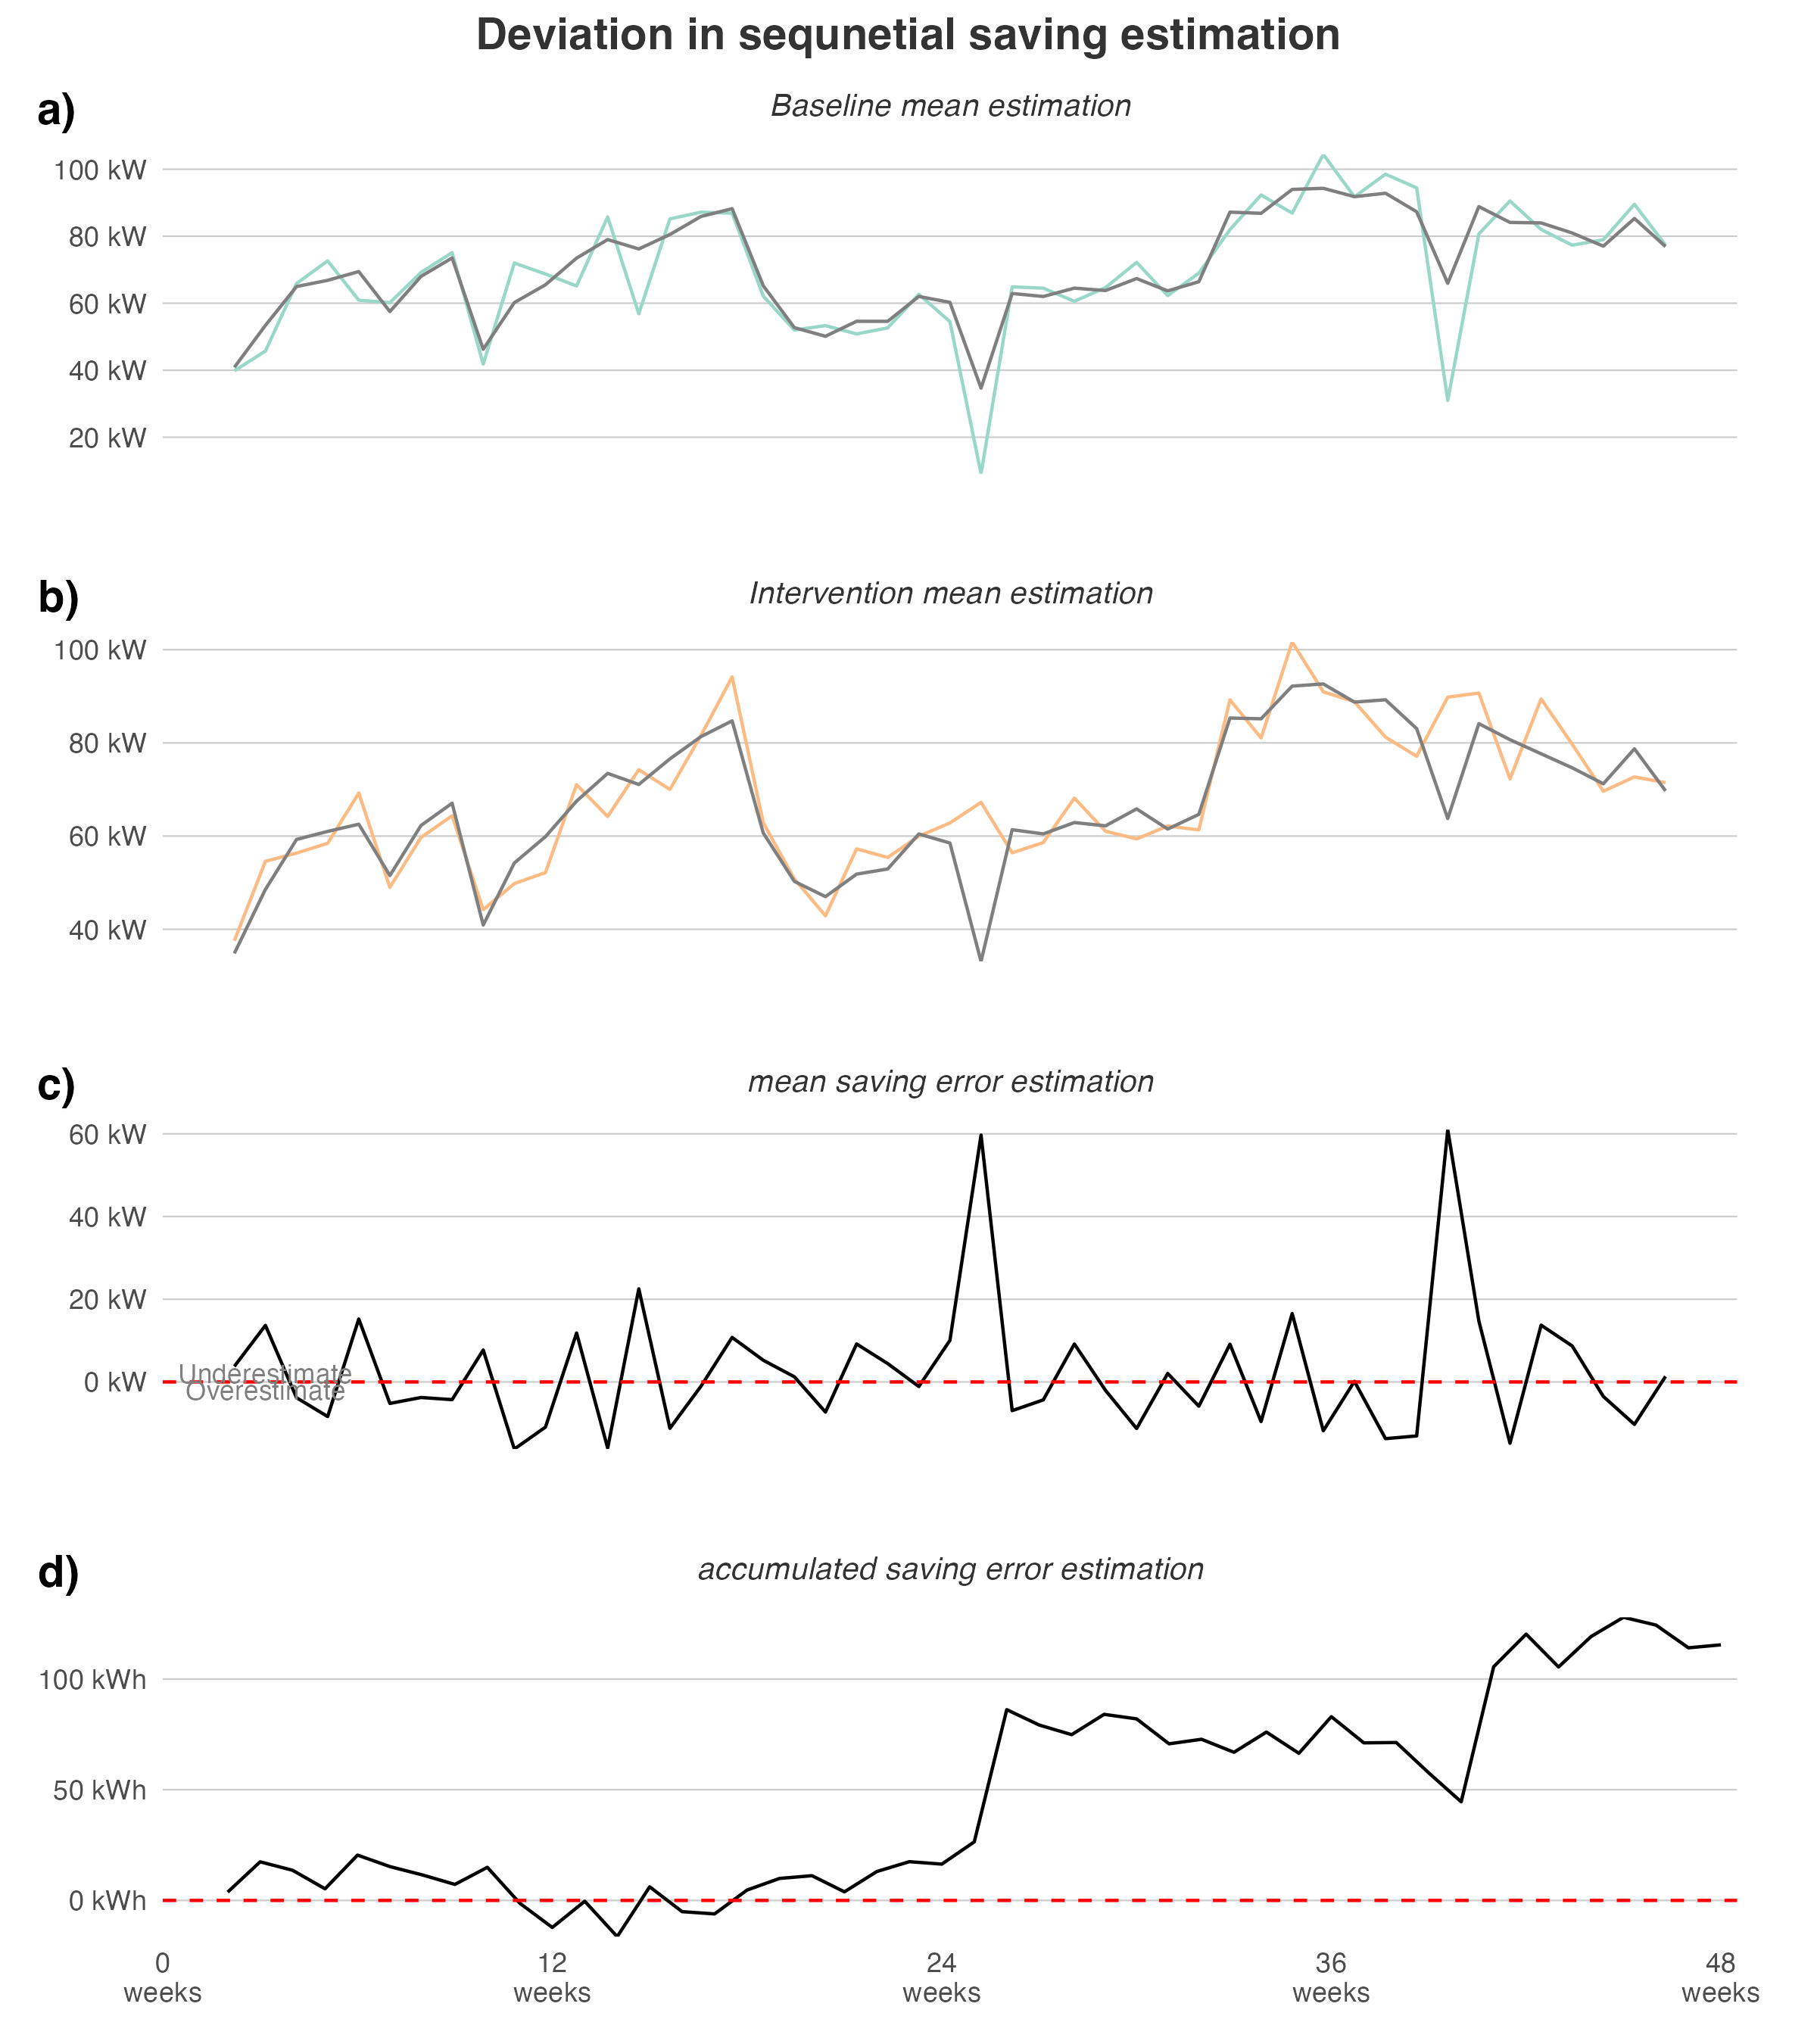 Deviation in sequnetial saving estimation
a)
Baseline mean estimation
100 kW
80 kW
60 kW
40 kW
20 kW
b)
Intervention mean estimation
100 kW
80 kW
60 kW
40 kW
c)
mean saving error estimation
60 kW
40 kW
20 kW
0 kW
Underestimate
Overestimate
d)
accumulated saving error estimation
100 kWh
50 kWh
0 kWh
0 12 24 36 48
weeks weeks weeks weeks weeks